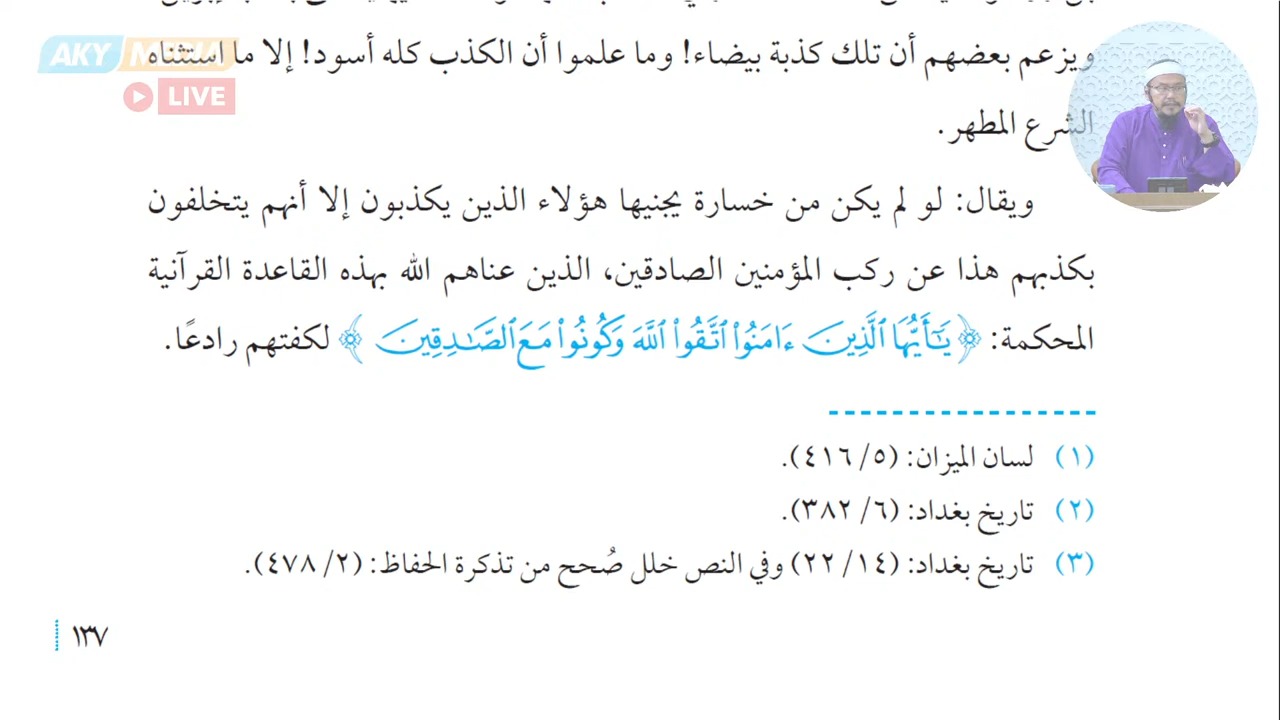 AKY MEDIA
LIVE
ويزعم بعضهم أن تلك كذبة بيضاء! وما علموا أن الكذب كله أسود! إلا ما استثناه
الشرع المطهر.
ويقال: لو لم يكن من خسارة يجنيها هؤلاء الذين يكذبون إلا أنهم يتخلفون
بكذبهم هذا عن ركب المؤمنين الصادقين، الذين عناهم الله بهذه القاعدة القرآنية
المحكمة: ﴿يَٰٓأَيُّهَا ٱلَّذِينَ ءَامَنُوا۟ ٱتَّقُوا۟ ٱللَّهَ وَكُونُوا۟ مَعَ ٱلصَّٰدِقِينَ﴾ لكفتهم رادعًا.
(١) لسان الميزان: (٥/ ٤١٦).
(٢) تاريخ بغداد: (٦/ ٣٨٢).
(٣) تاريخ بغداد: (١٤/ ٢٢) وفي النص خلل صُحح من تذكرة الحفاظ: (٢/ ٤٧٨).
١٣٧